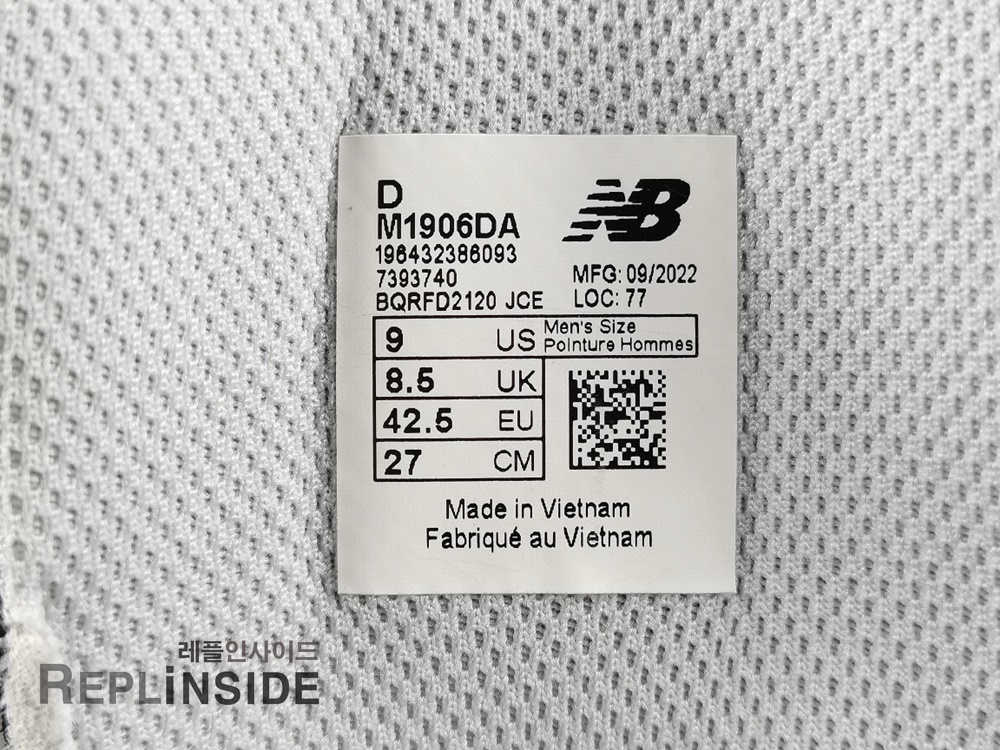 D
M1906DA
196432386093
7393740
BQRFD2120 JCE
NB
MFG: 09/2022
LOC: 77
9 US Men's Size
Pointure Hommes
8.5 UK
42.5 EU
27 CM
Made in Vietnam
Fabriqué au Vietnam
레플인사이드
REPLiNSIDE